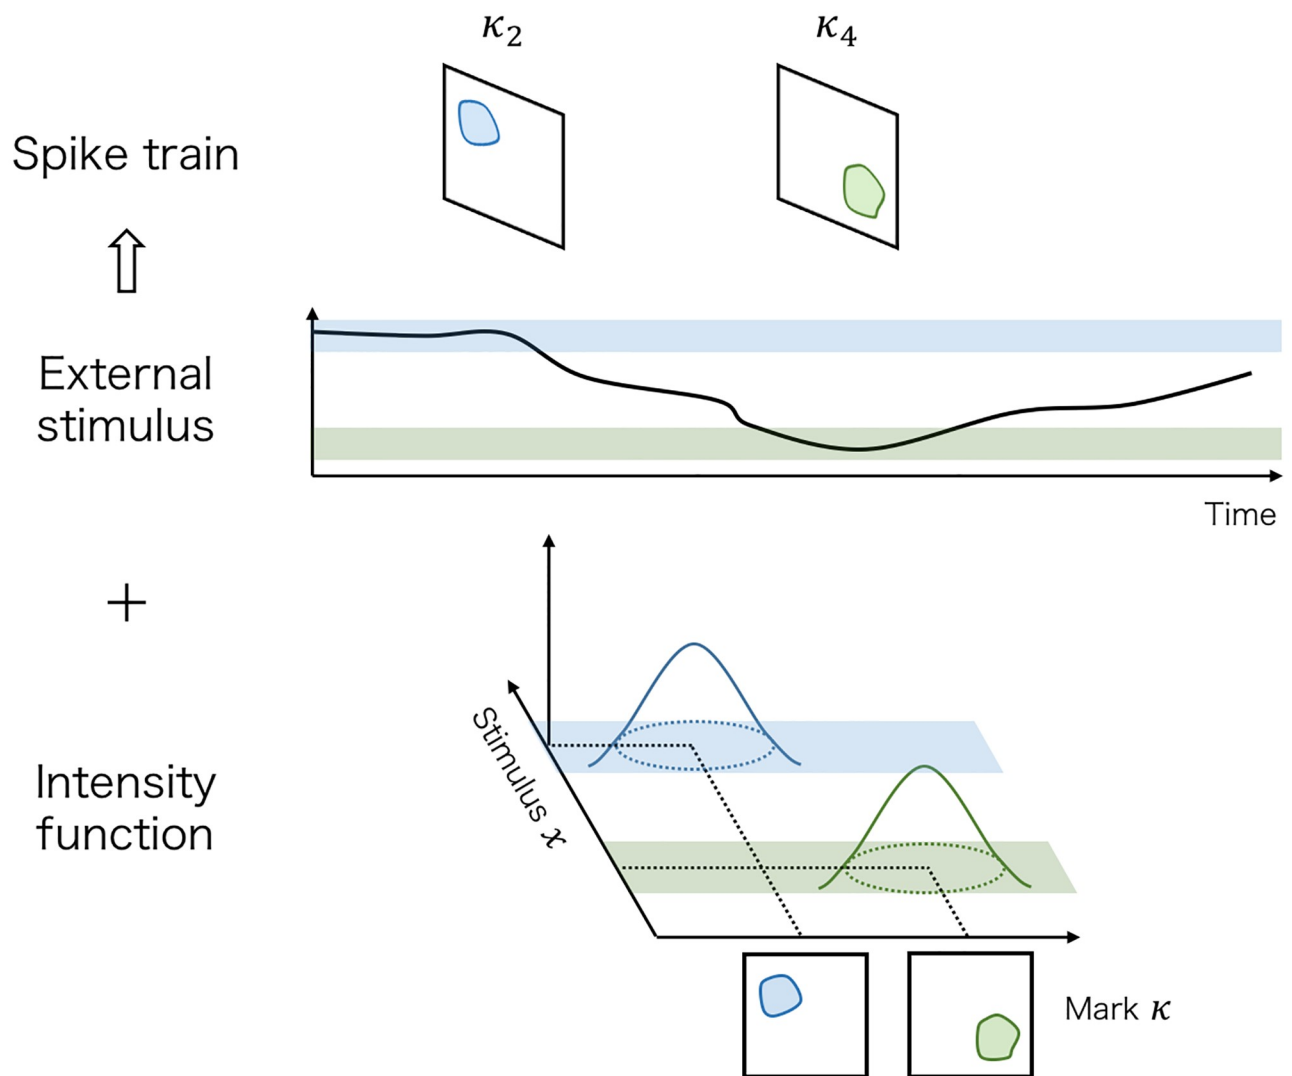 κ₂
κ₄
Spike train
External
stimulus
Time
+
Stimulus x
Intensity
function
Mark κ